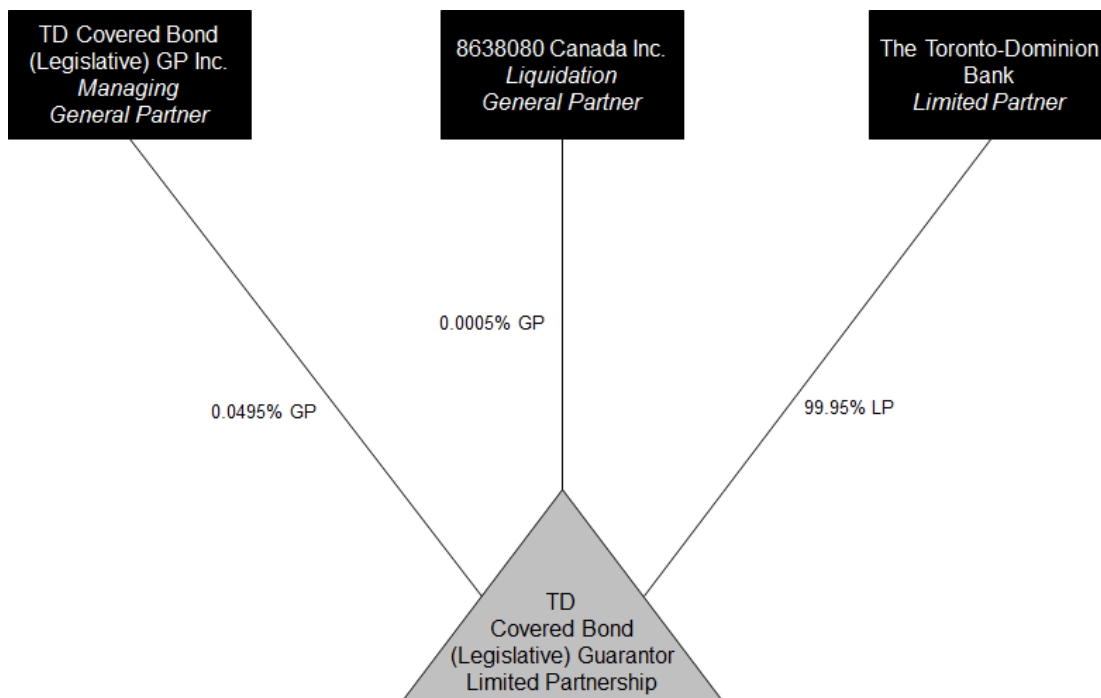 TD Covered Bond
(Legislative) GP Inc.
Managing
General Partner
8638080 Canada Inc.
Liquidation
General Partner
The Toronto-Dominion
Bank
Limited Partner
0.0005% GP
0.0495% GP
99.95% LP
TD
Covered Bond
(Legislative) Guarantor
Limited Partnership